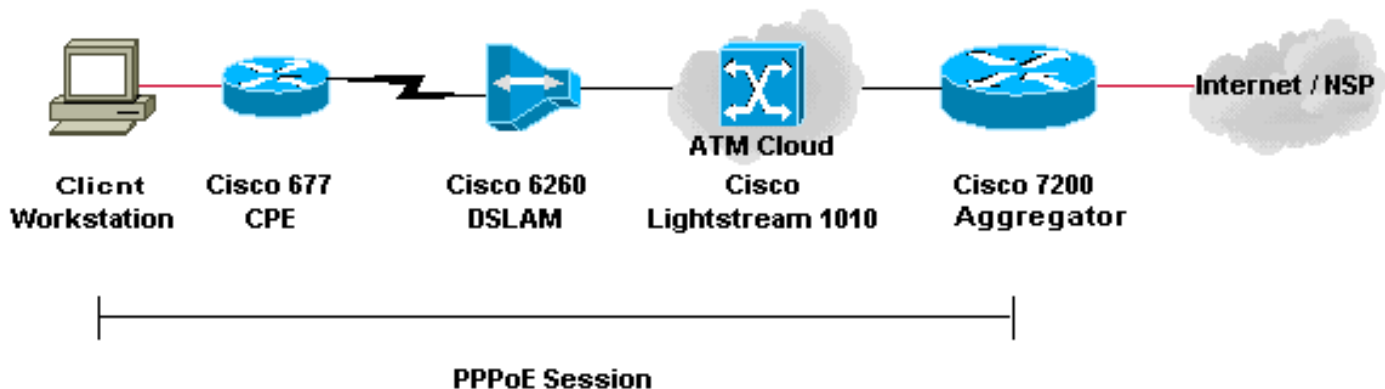 Internet / NSP
ATM Cloud
Client
Workstation
Cisco 677
CPE
Cisco 6260
DSLAM
Cisco
Lightstream 1010
Cisco 7200
Aggregator
PPPoE Session